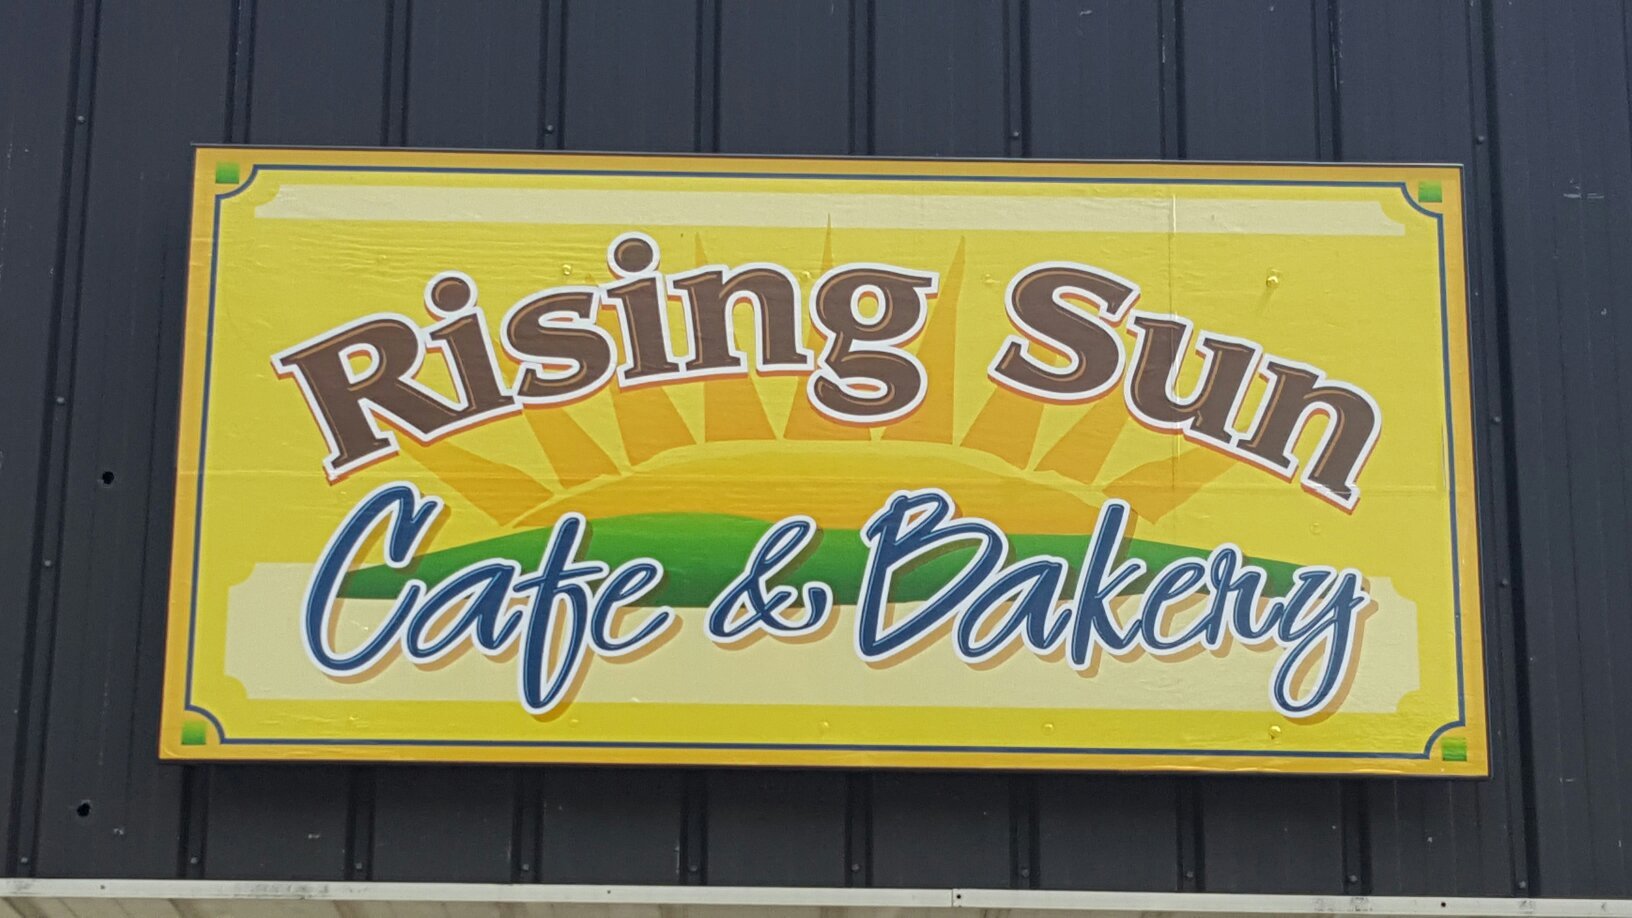 Rising Sun
Cafe & Bakery